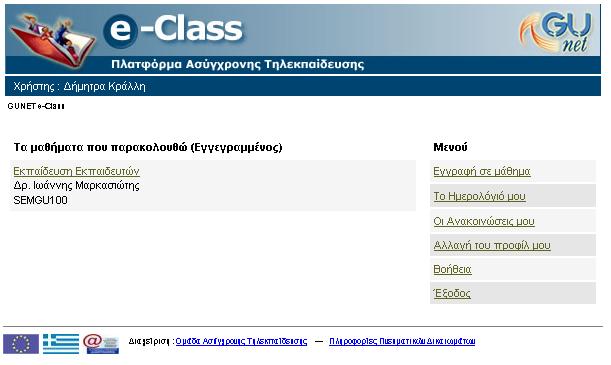 e-Class
GUnet
Πλατφόρμα Ασύγχρονης Τηλεκπαίδευσης
Χρήστης : Δήμητρα Κράλλη
GUNET e-Class
Τα μαθήματα που παρακολουθώ (Εγγεγραμμένος)
Εκπαίδευση Εκπαιδευτών
Δρ. Ιωάννης Μαρκασιώτης
SEMGU100
Μενού
Εγγραφή σε μάθημα
Το Ημερολόγιό μου
Οι Ανακοινώσεις μου
Αλλαγή του προφίλ μου
Βοήθεια
Έξοδος
Διαχείριση : Ομάδα Ασύγχρονης Τηλεκπαίδευσης — Πληροφορίες Πνευματικών Δικαιωμάτων